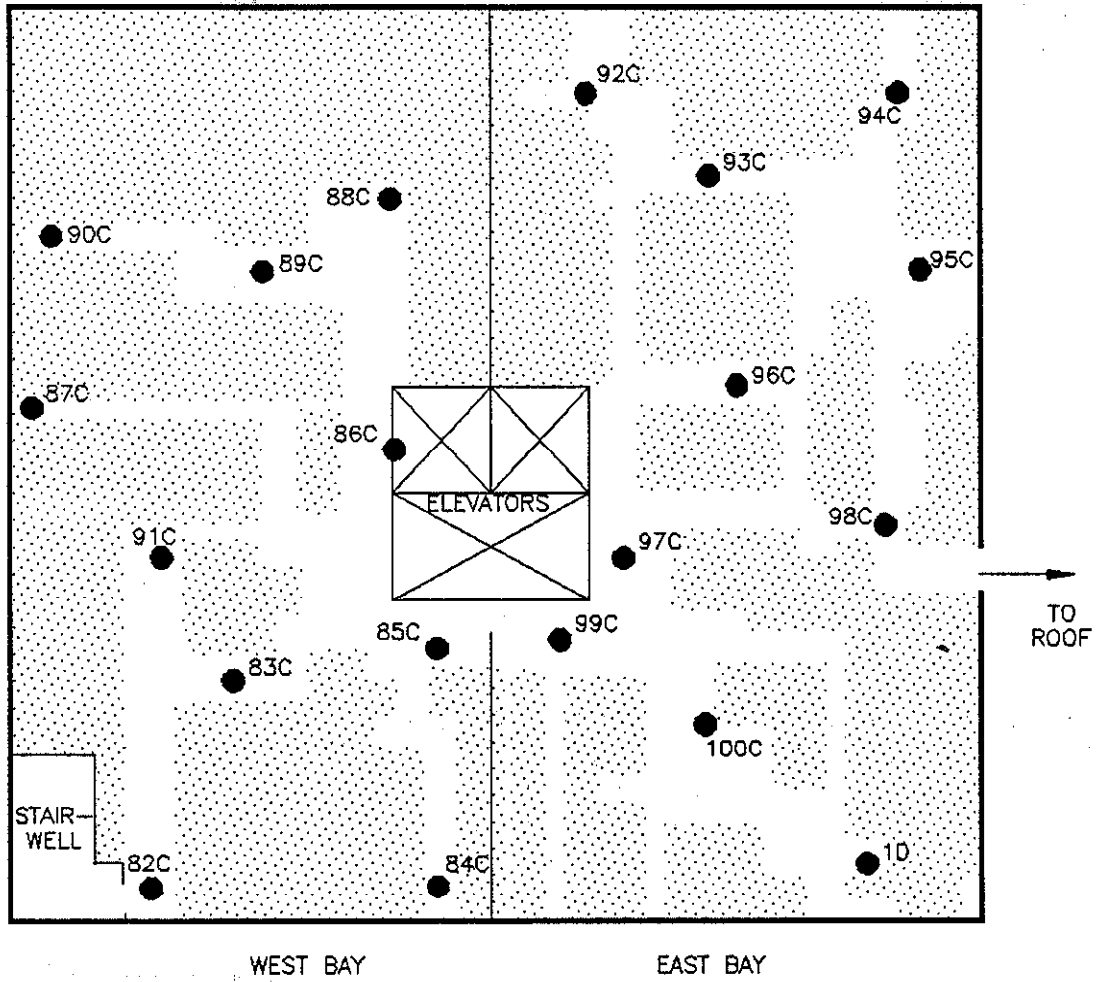 92C
94C
93C
88C
90C
89C
95C
87C
96C
86C
ELEVATORS
98C
91C
97C
TO
ROOF
85C
99C
83C
100C
STAIR-
WELL
82C
84C
1D
WEST BAY
EAST BAY